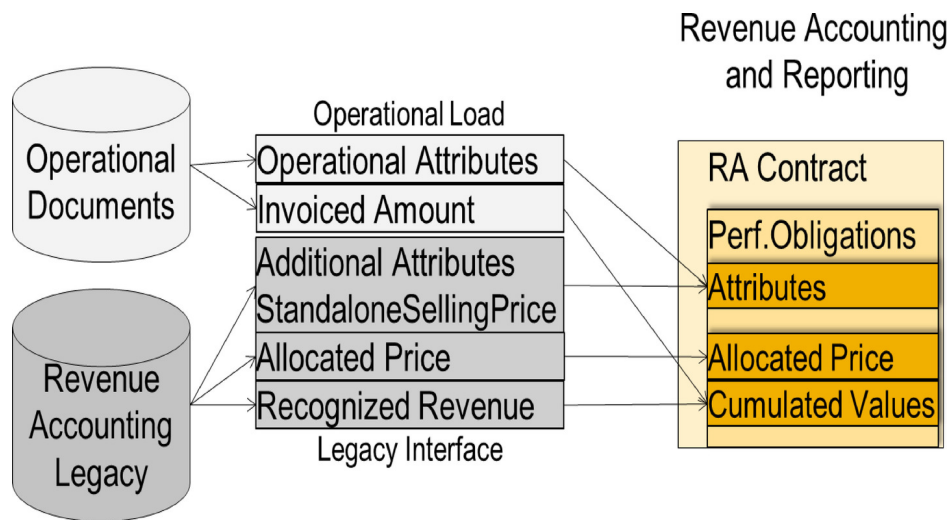 Revenue Accounting
and Reporting
Operational
Documents
Revenue
Accounting
Legacy
Operational Load
Operational Attributes
Invoiced Amount
Additional Attributes
StandaloneSellingPrice
Allocated Price
Recognized Revenue
Legacy Interface
RA Contract
Perf.Obligations
Attributes
Allocated Price
Cumulated Values